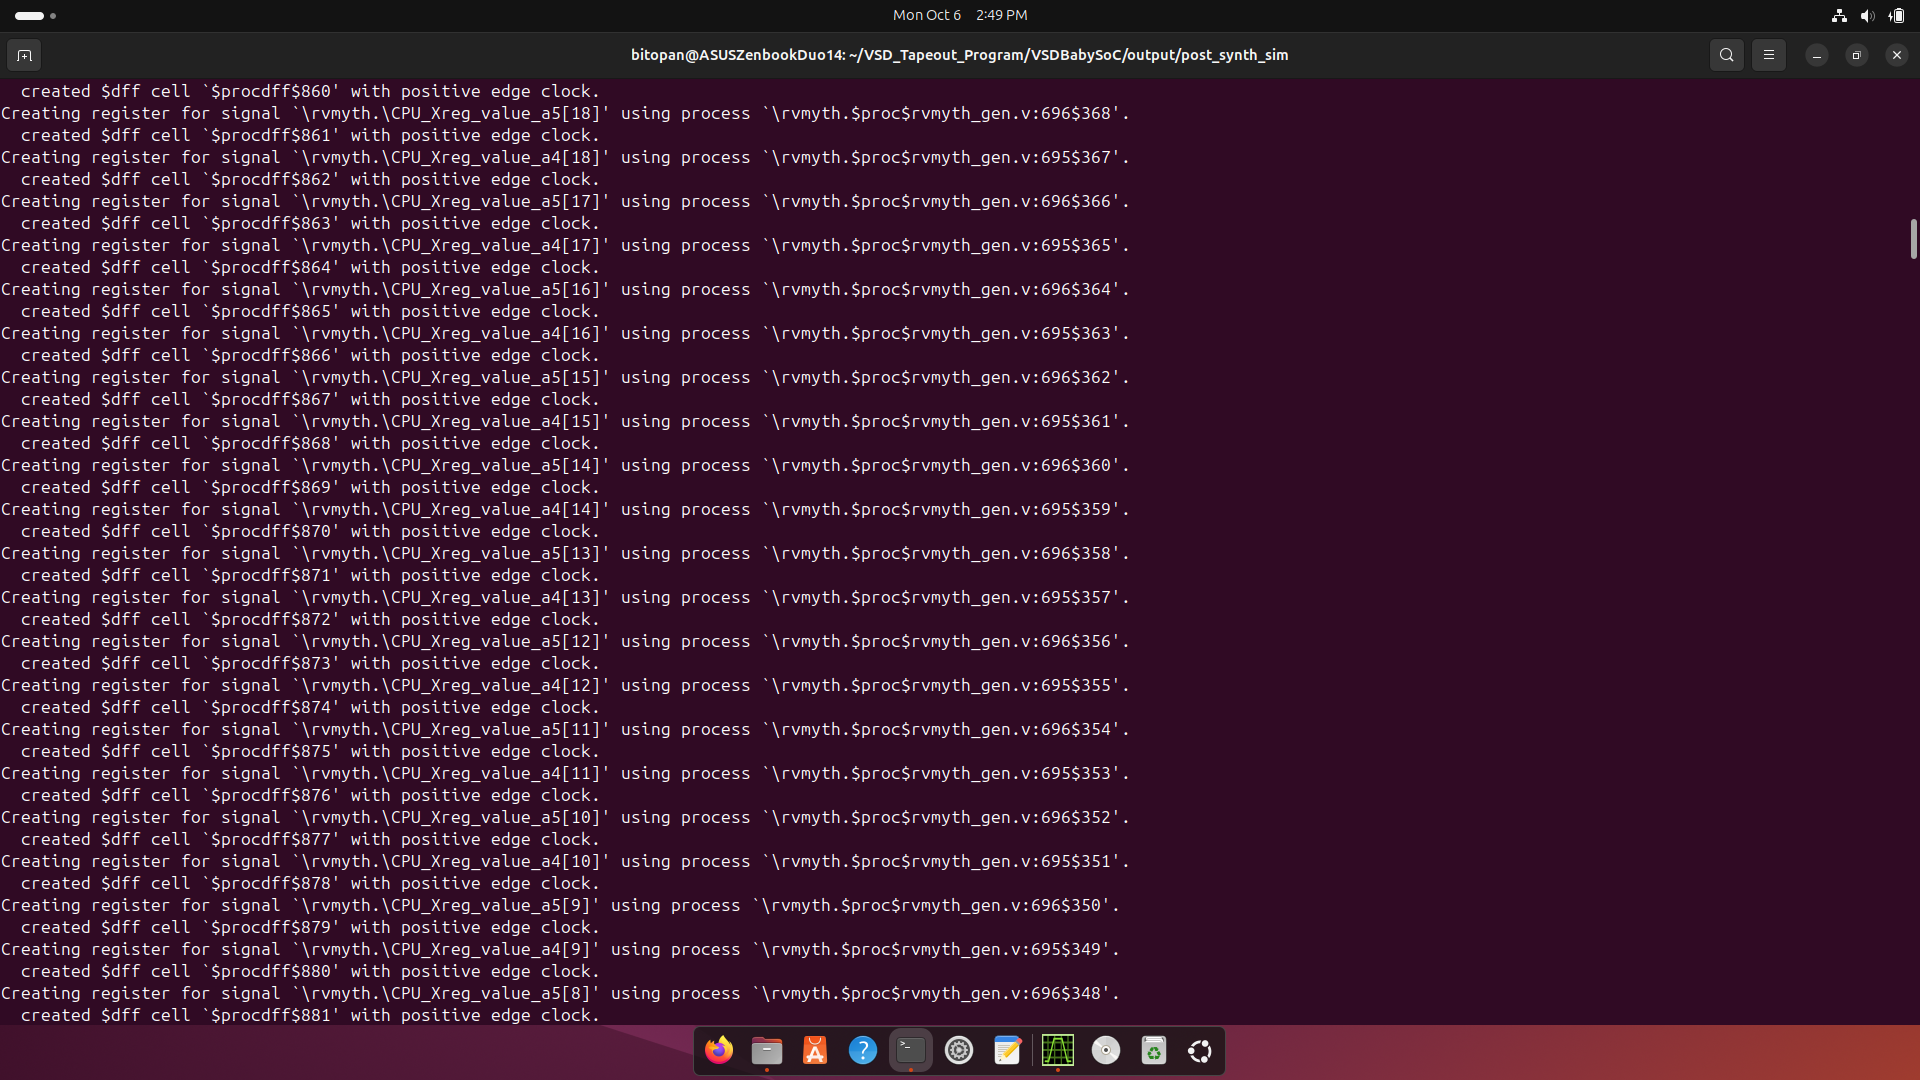 Mon Oct 6 2:49 PM
bitopan@ASUSZenbookDuo14: ~/VSD_Tapeout_Program/VSDBabySoC/output/post_synth_sim
created $dff cell `$procdff$860' with positive edge clock.
Creating register for signal `\rvmyth.\CPU_Xreg_value_a5[18]' using process `\rvmyth.$proc$rvmyth_gen.v:696$368'.
created $dff cell `$procdff$861' with positive edge clock.
Creating register for signal `\rvmyth.\CPU_Xreg_value_a4[18]' using process `\rvmyth.$proc$rvmyth_gen.v:695$367'.
created $dff cell `$procdff$862' with positive edge clock.
Creating register for signal `\rvmyth.\CPU_Xreg_value_a5[17]' using process `\rvmyth.$proc$rvmyth_gen.v:696$366'.
created $dff cell `$procdff$863' with positive edge clock.
Creating register for signal `\rvmyth.\CPU_Xreg_value_a4[17]' using process `\rvmyth.$proc$rvmyth_gen.v:695$365'.
created $dff cell `$procdff$864' with positive edge clock.
Creating register for signal `\rvmyth.\CPU_Xreg_value_a5[16]' using process `\rvmyth.$proc$rvmyth_gen.v:696$364'.
created $dff cell `$procdff$865' with positive edge clock.
Creating register for signal `\rvmyth.\CPU_Xreg_value_a4[16]' using process `\rvmyth.$proc$rvmyth_gen.v:695$363'.
created $dff cell `$procdff$866' with positive edge clock.
Creating register for signal `\rvmyth.\CPU_Xreg_value_a5[15]' using process `\rvmyth.$proc$rvmyth_gen.v:696$362'.
created $dff cell `$procdff$867' with positive edge clock.
Creating register for signal `\rvmyth.\CPU_Xreg_value_a4[15]' using process `\rvmyth.$proc$rvmyth_gen.v:695$361'.
created $dff cell `$procdff$868' with positive edge clock.
Creating register for signal `\rvmyth.\CPU_Xreg_value_a5[14]' using process `\rvmyth.$proc$rvmyth_gen.v:696$360'.
created $dff cell `$procdff$869' with positive edge clock.
Creating register for signal `\rvmyth.\CPU_Xreg_value_a4[14]' using process `\rvmyth.$proc$rvmyth_gen.v:695$359'.
created $dff cell `$procdff$870' with positive edge clock.
Creating register for signal `\rvmyth.\CPU_Xreg_value_a5[13]' using process `\rvmyth.$proc$rvmyth_gen.v:696$358'.
created $dff cell `$procdff$871' with positive edge clock.
Creating register for signal `\rvmyth.\CPU_Xreg_value_a4[13]' using process `\rvmyth.$proc$rvmyth_gen.v:695$357'.
created $dff cell `$procdff$872' with positive edge clock.
Creating register for signal `\rvmyth.\CPU_Xreg_value_a5[12]' using process `\rvmyth.$proc$rvmyth_gen.v:696$356'.
created $dff cell `$procdff$873' with positive edge clock.
Creating register for signal `\rvmyth.\CPU_Xreg_value_a4[12]' using process `\rvmyth.$proc$rvmyth_gen.v:695$355'.
created $dff cell `$procdff$874' with positive edge clock.
Creating register for signal `\rvmyth.\CPU_Xreg_value_a5[11]' using process `\rvmyth.$proc$rvmyth_gen.v:696$354'.
created $dff cell `$procdff$875' with positive edge clock.
Creating register for signal `\rvmyth.\CPU_Xreg_value_a4[11]' using process `\rvmyth.$proc$rvmyth_gen.v:695$353'.
created $dff cell `$procdff$876' with positive edge clock.
Creating register for signal `\rvmyth.\CPU_Xreg_value_a5[10]' using process `\rvmyth.$proc$rvmyth_gen.v:696$352'.
created $dff cell `$procdff$877' with positive edge clock.
Creating register for signal `\rvmyth.\CPU_Xreg_value_a4[10]' using process `\rvmyth.$proc$rvmyth_gen.v:695$351'.
created $dff cell `$procdff$878' with positive edge clock.
Creating register for signal `\rvmyth.\CPU_Xreg_value_a5[9]' using process `\rvmyth.$proc$rvmyth_gen.v:696$350'.
created $dff cell `$procdff$879' with positive edge clock.
Creating register for signal `\rvmyth.\CPU_Xreg_value_a4[9]' using process `\rvmyth.$proc$rvmyth_gen.v:695$349'.
created $dff cell `$procdff$880' with positive edge clock.
Creating register for signal `\rvmyth.\CPU_Xreg_value_a5[8]' using process `\rvmyth.$proc$rvmyth_gen.v:696$348'.
created $dff cell `$procdff$881' with positive edge clock.